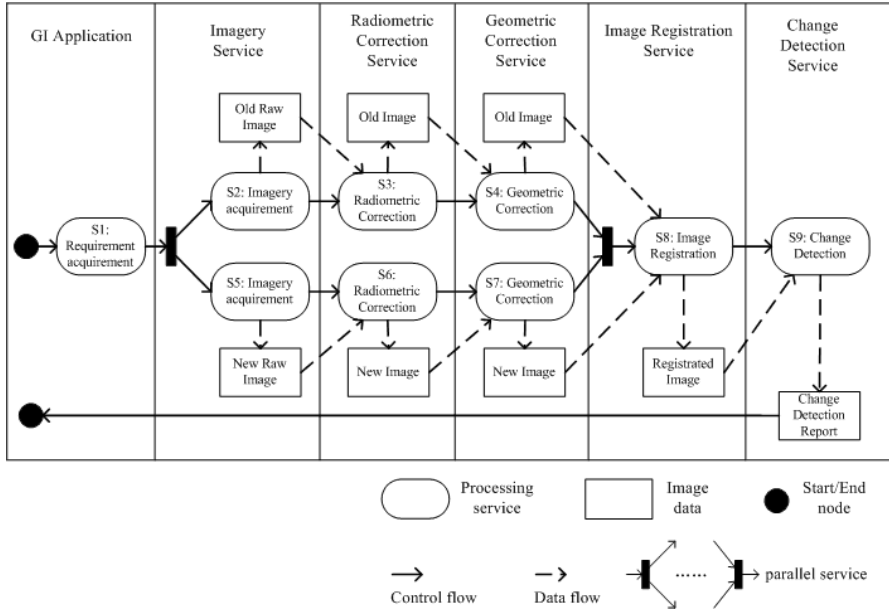 GI Application
Imagery
Service
Radiometric
Correction
Service
Geometric
Correction
Service
Image Registration
Service
Change
Detection
Service
Old Raw
Image
Old Image
Old Image
S2: Imagery
acquirement
S3:
Radiometric
Correction
S4: Geometric
Correction
S1:
Requirement
acquirement
S8: Image
Registration
S9: Change
Detection
S5: Imagery
acquirement
S6:
Radiometric
Correction
S7: Geometric
Correction
New Raw
Image
New Image
New Image
Registrated
Image
Change
Detection
Report
Processing
service
Image
data
Start/End
node
Control flow
Data flow
......
parallel service